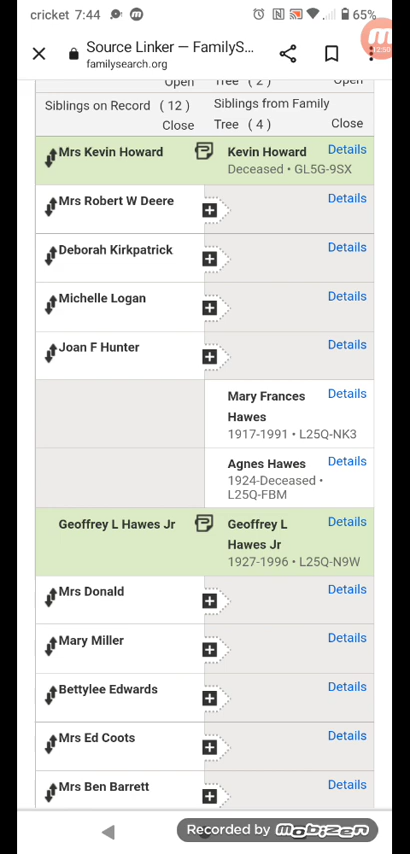 cricket 7:44 65%
Source Linker — FamilyS...
familysearch.org
12:50
Open Tree ( 2 ) Open
Siblings on Record ( 12 ) Siblings from Family
Close Tree ( 4 ) Close
Mrs Kevin Howard Kevin Howard Details
Deceased • GL5G-9SX
Mrs Robert W Deere Details
Deborah Kirkpatrick Details
Michelle Logan Details
Joan F Hunter Details
Mary Frances Details
Hawes
1917-1991 • L25Q-NK3
Agnes Hawes Details
1924-Deceased •
L25Q-FBM
Geoffrey L Hawes Jr Geoffrey L Details
Hawes Jr
1927-1996 • L25Q-N9W
Mrs Donald Details
Mary Miller Details
Bettylee Edwards Details
Mrs Ed Coots Details
Mrs Ben Barrett Details
Recorded by mobizen